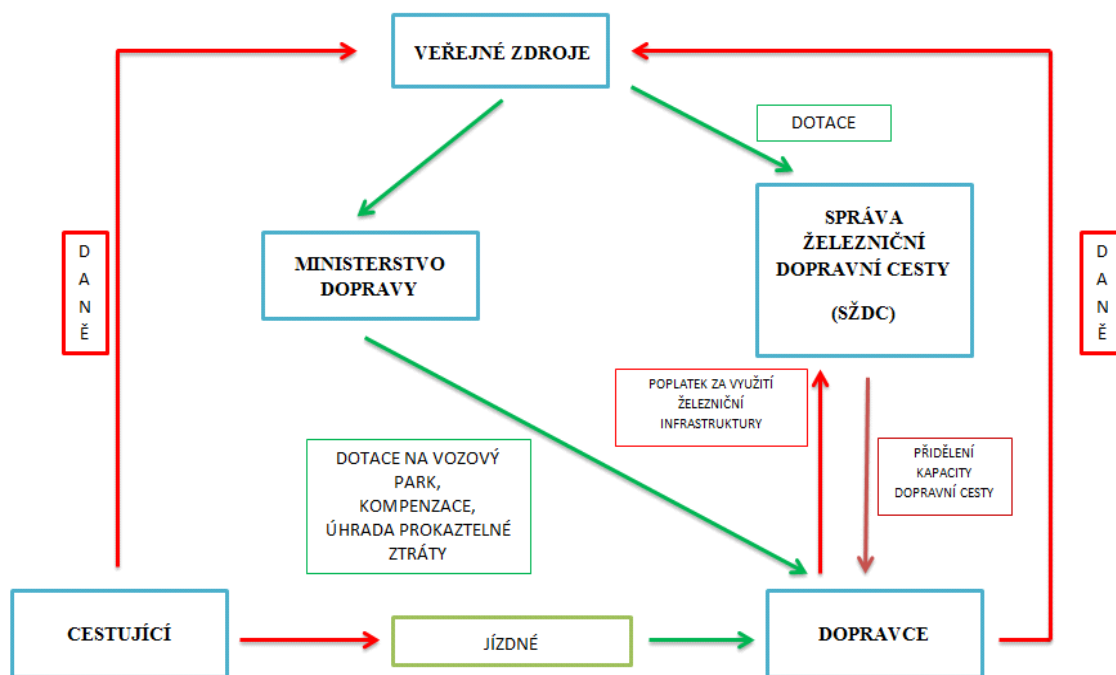 VEŘEJNÉ ZDROJE
DOTACE
D
A
N
Ě
MINISTERSTVO
DOPRAVY
SPRÁVA
ŽELEZNIČNÍ
DOPRAVNÍ CESTY
(SŽDC)
D
A
N
Ě
POPLATEK ZA VYUŽITÍ
ŽELEZNIČNÍ
INFRASTRUKTURY
DOTACE NA VOZOVÝ
PARK,
KOMPENZACE,
ÚHRADA PROKAZTELNÉ
ZTRÁTY
PŘIDĚLENÍ
KAPACITY
DOPRAVNÍ CESTY
CESTUJÍCÍ
JÍZDNÉ
DOPRAVCE